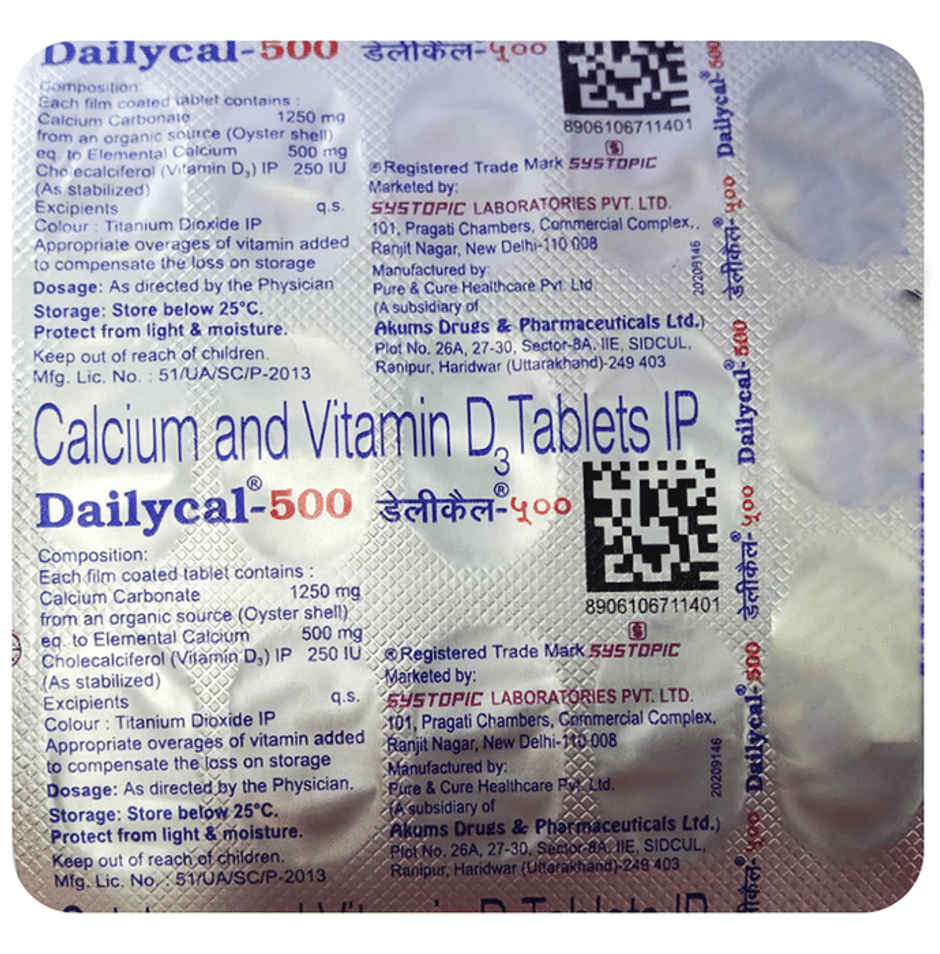 Dailycal-500 डेलीकैल-५००
Composition:
Each film coated tablet contains :
Calcium Carbonate 1250 mg
from an organic source (Oyster shell)
eq. to Elemental Calcium 500 mg
Cholecalciferol (Vitamin D₃) IP 250 IU
(As stabilized)
Excipients q.s.
Colour : Titanium Dioxide IP
Appropriate overages of vitamin added
to compensate the loss on storage
Dosage: As directed by the Physician
Storage: Store below 25°C.
Protect from light & moisture.
Keep out of reach of children.
Mfg. Lic. No. : 51/UA/SC/P-2013
8906106711401
®Registered Trade Mark SYSTOPIC
Marketed by:
SYSTOPIC LABORATORIES PVT. LTD.
101, Pragati Chambers, Commercial Complex,
Ranjit Nagar, New Delhi-110 008
Manufactured by:
Pure & Cure Healthcare Pvt. Ltd
(A subsidiary of
Akums Drugs & Pharmaceuticals Ltd.)
Plot No. 26A, 27-30, Sector-8A, IIE, SIDCUL,
Ranipur, Haridwar (Uttarakhand)-249 403
20209146
Calcium and Vitamin D₃ Tablets IP
Dailycal®-500 डेलीकैल®-५००
Composition:
Each film coated tablet contains :
Calcium Carbonate 1250 mg
from an organic source (Oyster shell)
eq. to Elemental Calcium 500 mg
Cholecalciferol (Vitamin D₃) IP 250 IU
(As stabilized)
Excipients q.s.
Colour : Titanium Dioxide IP
Appropriate overages of vitamin added
to compensate the loss on storage
Dosage: As directed by the Physician.
Storage: Store below 25°C.
Protect from light & moisture.
Keep out of reach of children.
Mfg. Lic. No. : 51/UA/SC/P-2013
8906106711401
®Registered Trade Mark SYSTOPIC
Marketed by:
SYSTOPIC LABORATORIES PVT. LTD.
101, Pragati Chambers, Commercial Complex,
Ranjit Nagar, New Delhi-110 008
Manufactured by:
Pure & Cure Healthcare Pvt. Ltd.
(A subsidiary of
Akums Drugs & Pharmaceuticals Ltd.)
Plot No. 26A, 27-30, Sector-8A, IIE, SIDCUL,
Ranipur, Haridwar (Uttarakhand)-249 403
20209146
Calcium and Vitamin D₃ Tablets IP
Dailycal®-500
डेलीकैल®-५००
Dailycal®-500
डेलीकैल®-५००
Dailycal®-500
डेलीकैल®-५००